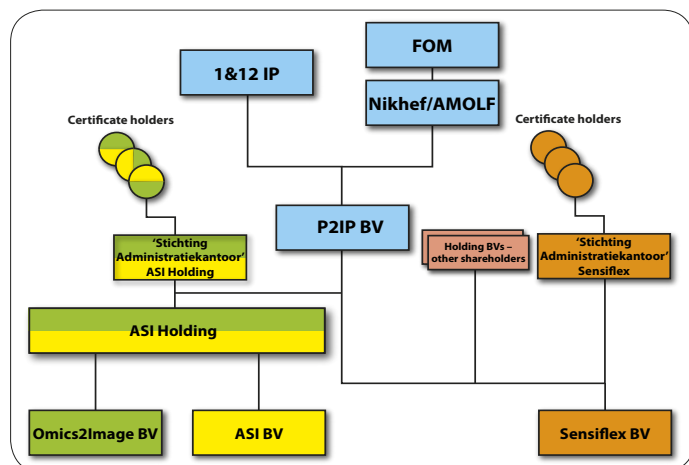 FOM
1&12 IP
Nikhef/AMOLF
Certificate holders
Certificate holders
P2IP BV
'Stichting
Administratiekantoor'
ASI Holding
Holding BVs –
other shareholders
'Stichting
Administratiekantoor'
Sensiflex
ASI Holding
Omics2Image BV
ASI BV
Sensiflex BV